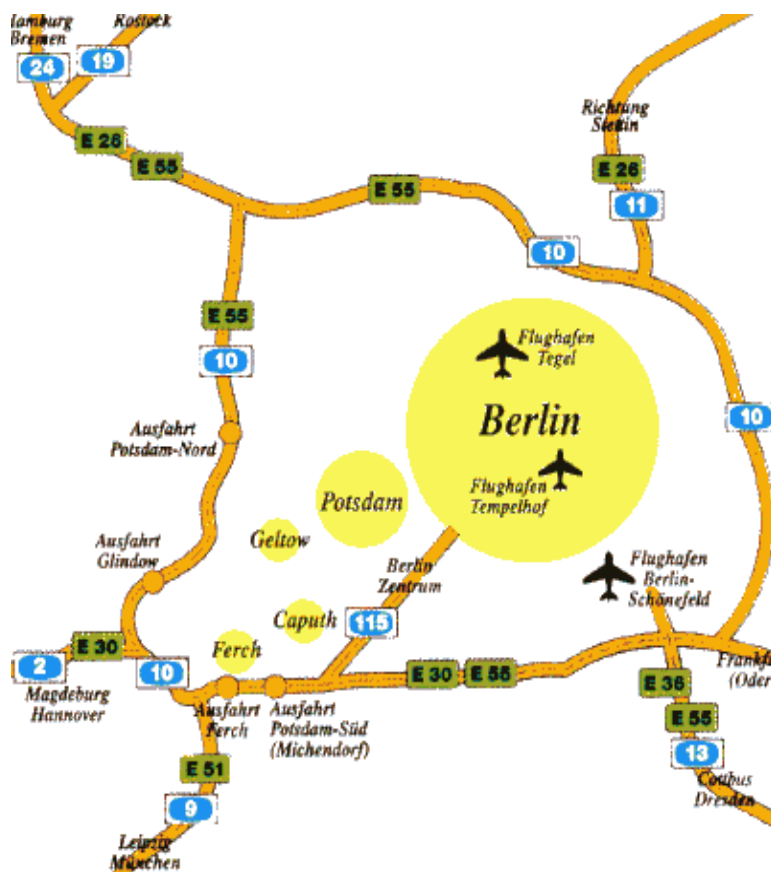 Hamburg
Bremen
Rostock
24
19
E 26
E 55
E 55
Richtung
Stettin
E 26
11
10
E 55
10
Flughafen
Tegel
Berlin
10
Ausfahrt
Potsdam-Nord
Flughafen
Tempelhof
Potsdam
Geltow
Ausfahrt
Glindow
Berlin
Zentrum
Flughafen
Berlin-
Schönefeld
Caputh
115
Ferch
E 30
2
10
Magdeburg
Hannover
Ausfahrt
Ferch
Ausfahrt
Potsdam-Süd
(Michendorf)
E 30
E 55
Frankfu
(Oder
E 36
E 55
13
Cottbus
Dresden
E 51
9
Leipzig
München